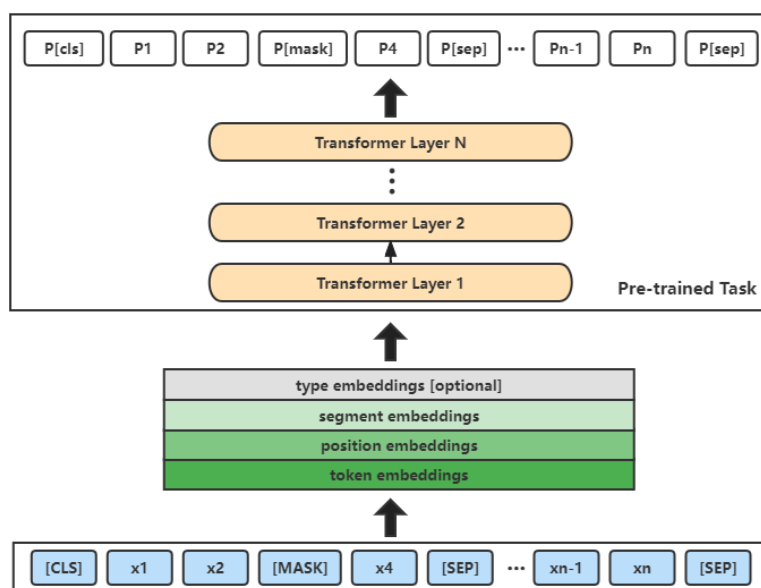 P[cls] P1 P2 P[mask] P4 P[sep] ... Pn-1 Pn P[sep]
Transformer Layer N
Transformer Layer 2
Transformer Layer 1
Pre-trained Task
type embeddings [optional]
segment embeddings
position embeddings
token embeddings
[CLS] x1 x2 [MASK] x4 [SEP] ... xn-1 xn [SEP]